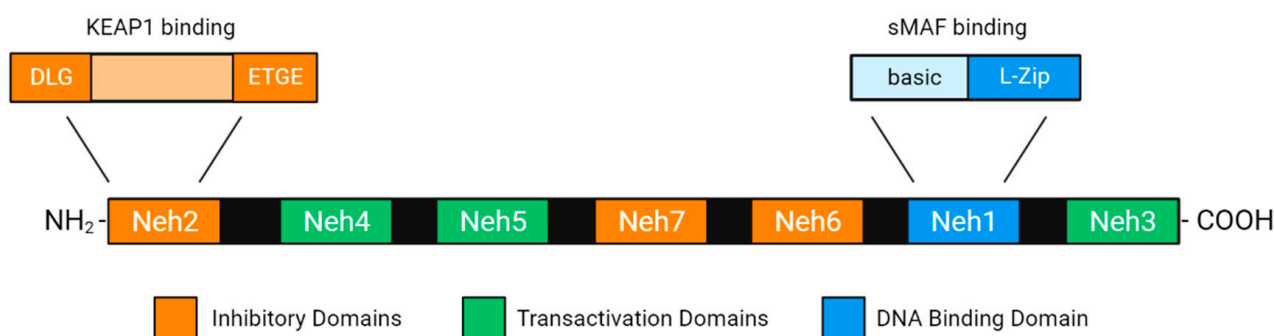 KEAP1 binding
sMAF binding
DLG ETGE
basic L-Zip
NH₂- Neh2 Neh4 Neh5 Neh7 Neh6 Neh1 Neh3 - COOH
Inhibitory Domains
Transactivation Domains
DNA Binding Domain